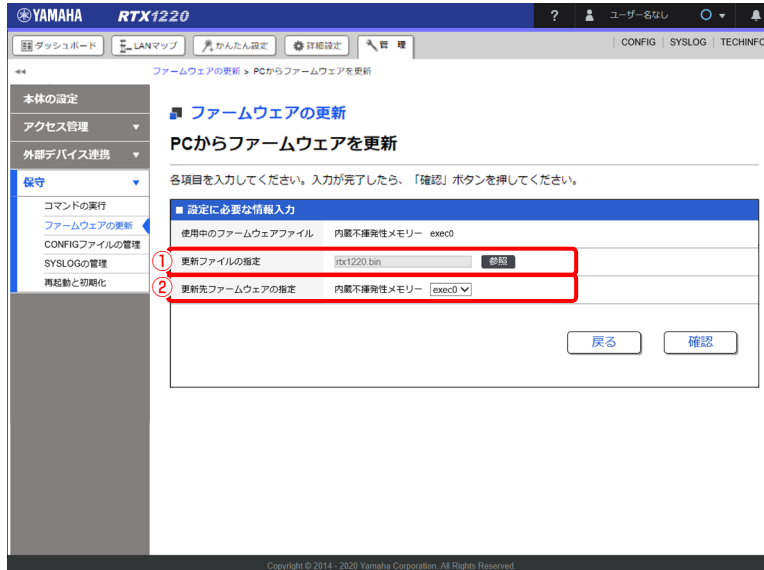 YAMAHA RTX1220 ? ユーザー名なし
ダッシュボード LANマップ かんたん設定 詳細設定 管 理 CONFIG SYSLOG TECHINFO
ファームウェアの更新 > PCからファームウェアを更新
本体の設定
アクセス管理
外部デバイス連携
保守
コマンドの実行
ファームウェアの更新
CONFIGファイルの管理
SYSLOGの管理
再起動と初期化
ファームウェアの更新
PCからファームウェアを更新
各項目を入力してください。入力が完了したら、「確認」ボタンを押してください。
■ 設定に必要な情報入力
使用中のファームウェアファイル 内蔵不揮発性メモリー exec0
① 更新ファイルの指定 rtx1220.bin 参照
② 更新先ファームウェアの指定 内蔵不揮発性メモリー exec0
戻る 確認
Copyright © 2014 - 2020 Yamaha Corporation. All Rights Reserved.